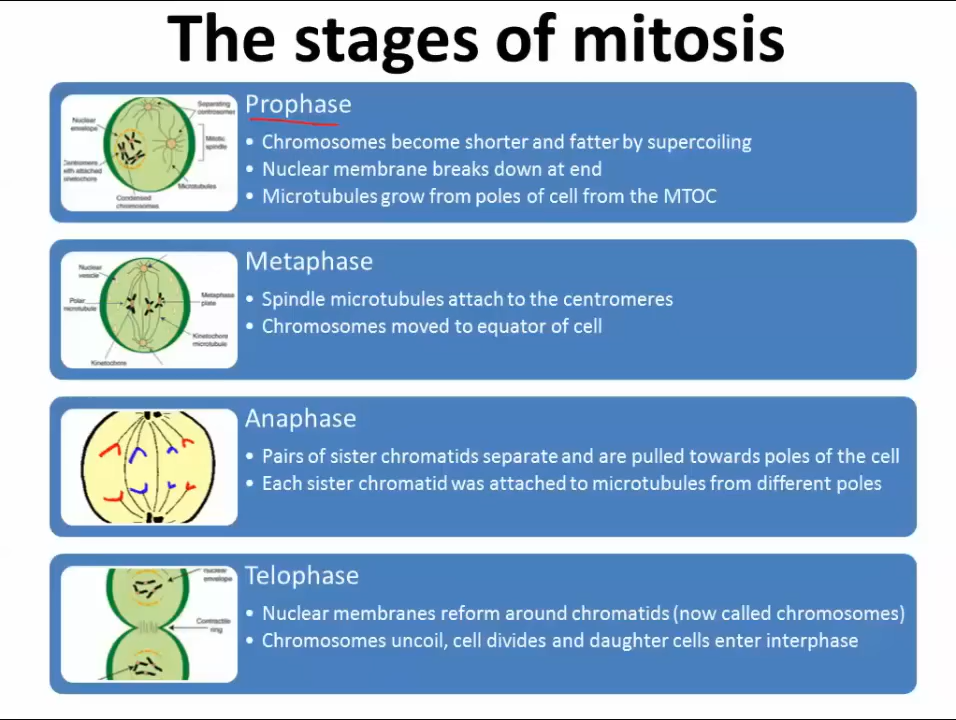 The stages of mitosis
Separating
centrosomes
Nuclear
envelope
Mitotic
spindle
Centromere
with attached
kinetochore
Microtubules
Condensed
chromosomes
Prophase
• Chromosomes become shorter and fatter by supercoiling
• Nuclear membrane breaks down at end
• Microtubules grow from poles of cell from the MTOC
Nuclear
vesicle
Polar
microtubule
Metaphase
plate
Kinetochore
microtubule
Kinetochore
Metaphase
• Spindle microtubules attach to the centromeres
• Chromosomes moved to equator of cell
Anaphase
• Pairs of sister chromatids separate and are pulled towards poles of the cell
• Each sister chromatid was attached to microtubules from different poles
nuclear
envelope
Contractile
ring
Telophase
• Nuclear membranes reform around chromatids (now called chromosomes)
• Chromosomes uncoil, cell divides and daughter cells enter interphase